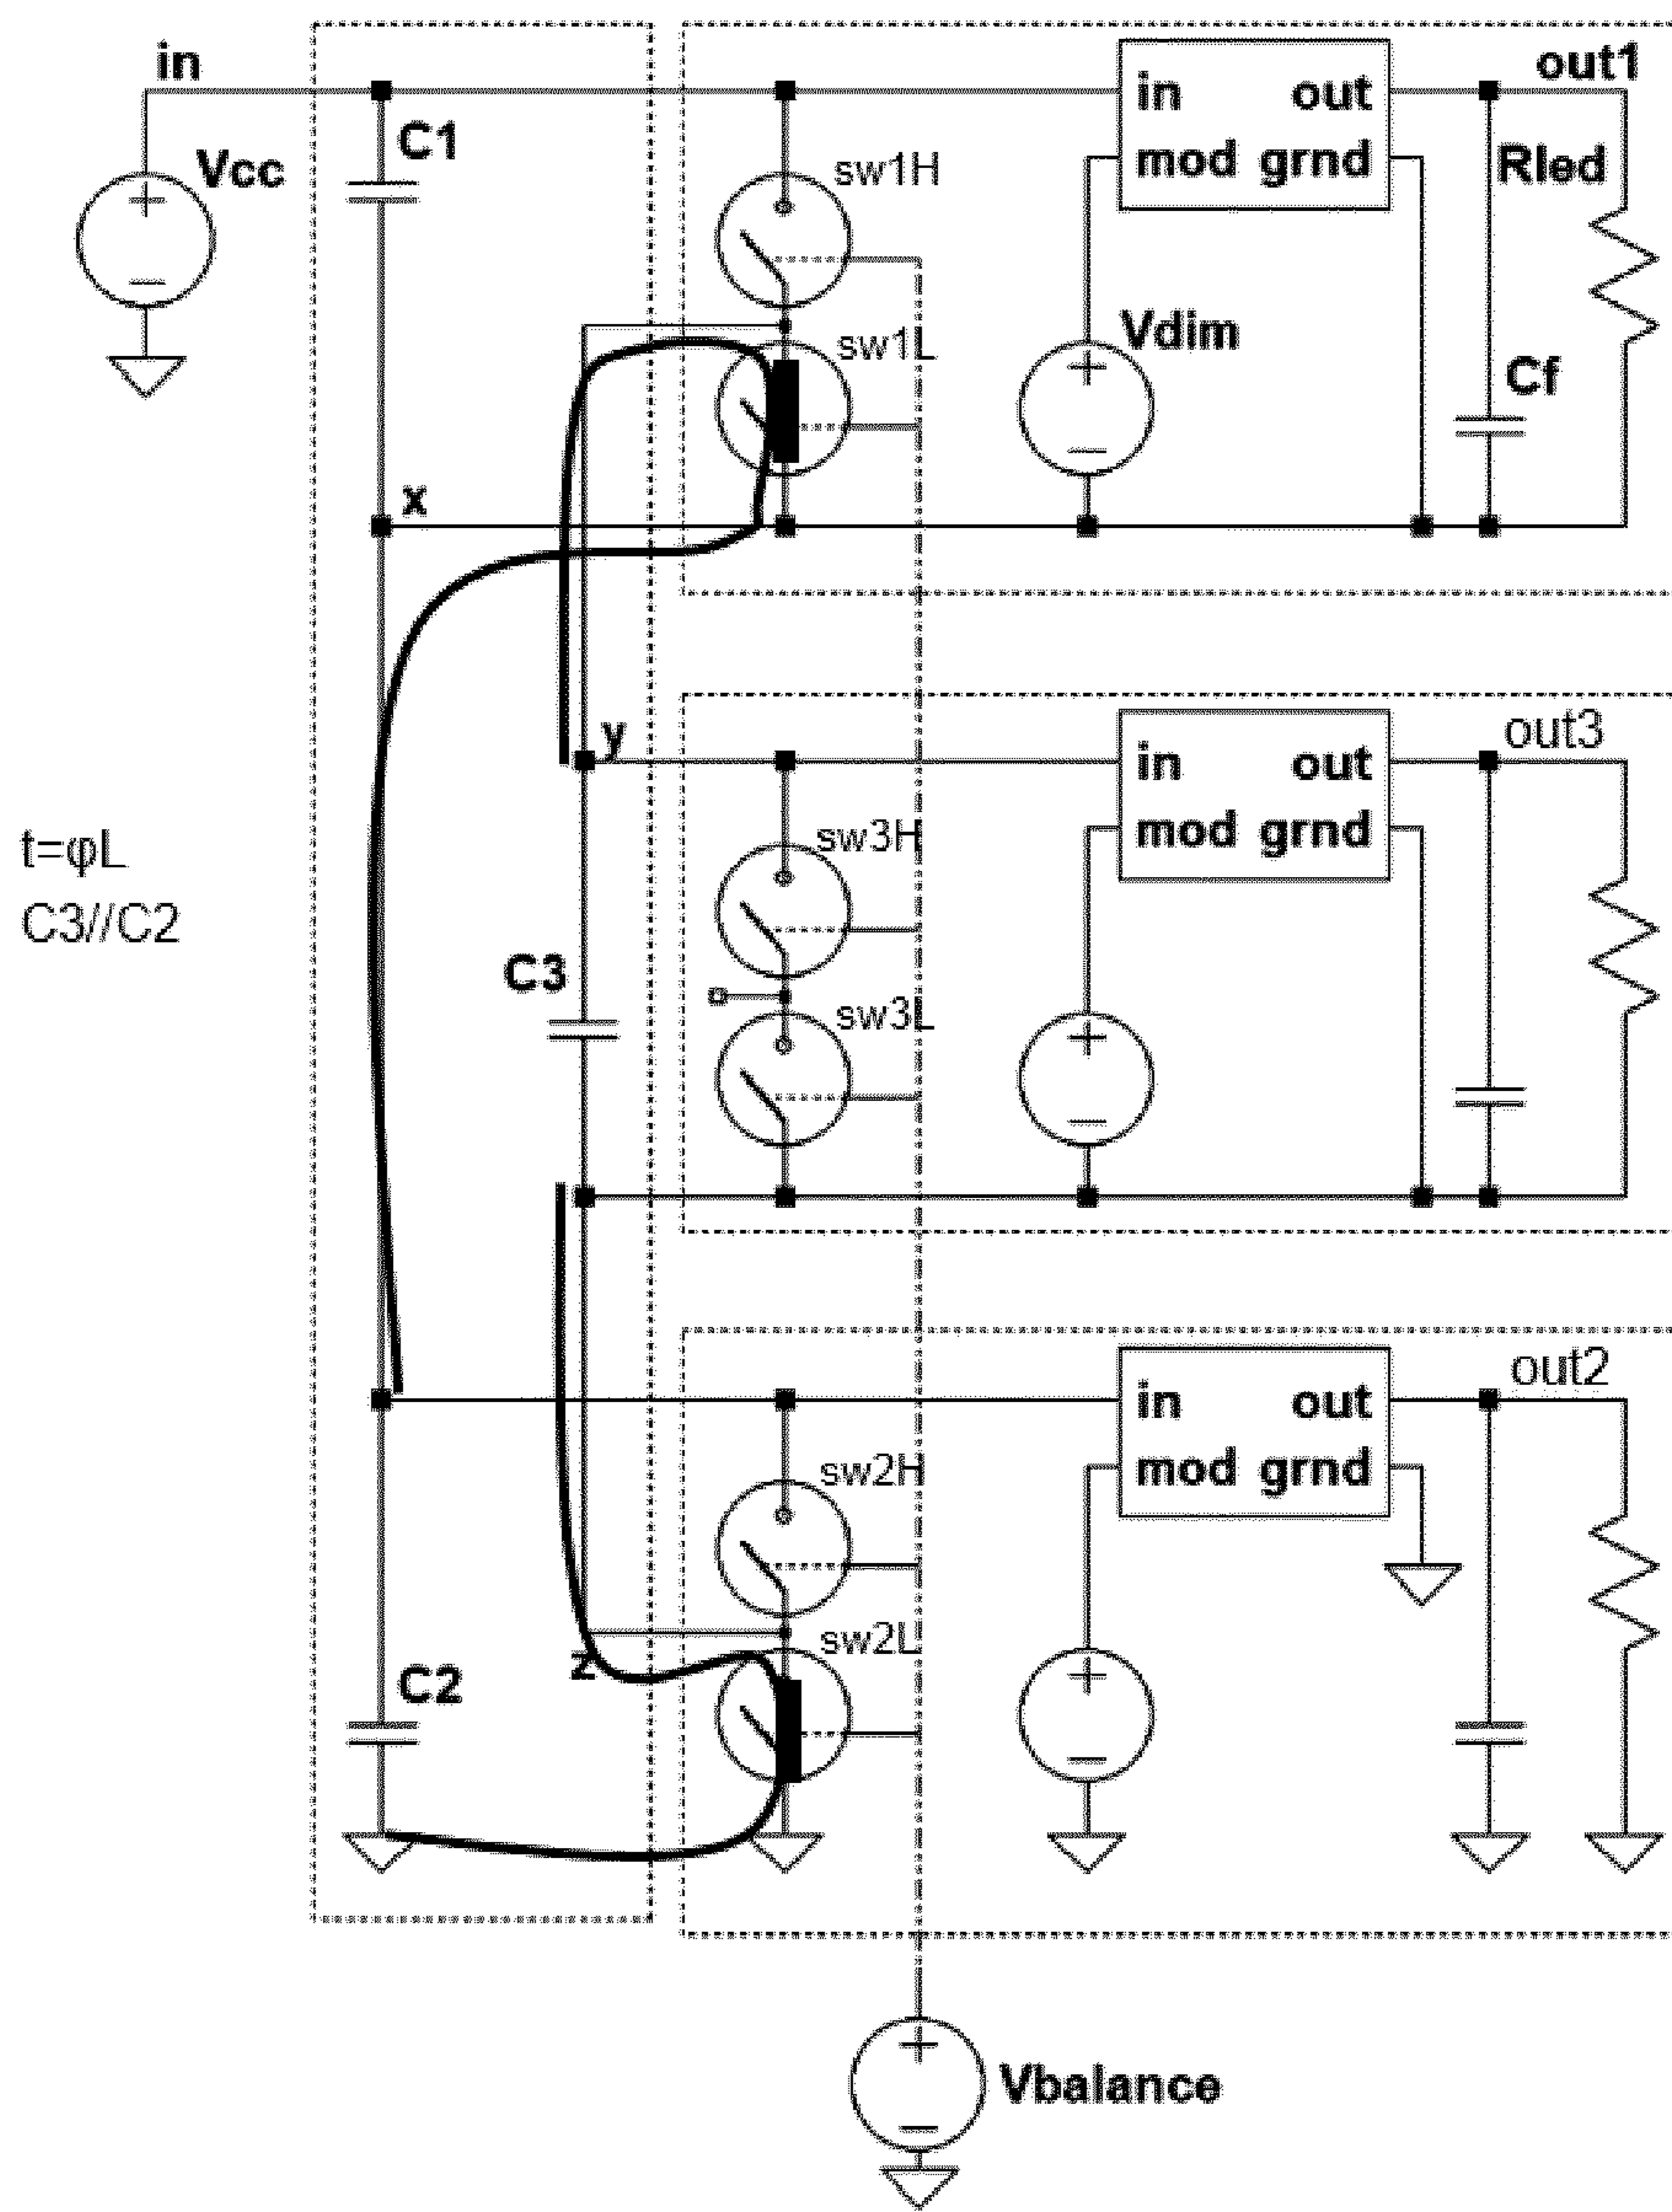 in
out1
in out
C1
Vcc
mod grnd
Rled
sw1H
Vdim
sw1L
Cf
x
y
out3
in out
mod grnd
sw3H
t=φL
C3//C2
C3
sw3L
out2
in out
mod grnd
sw2H
sw2L
z
C2
Vbalance